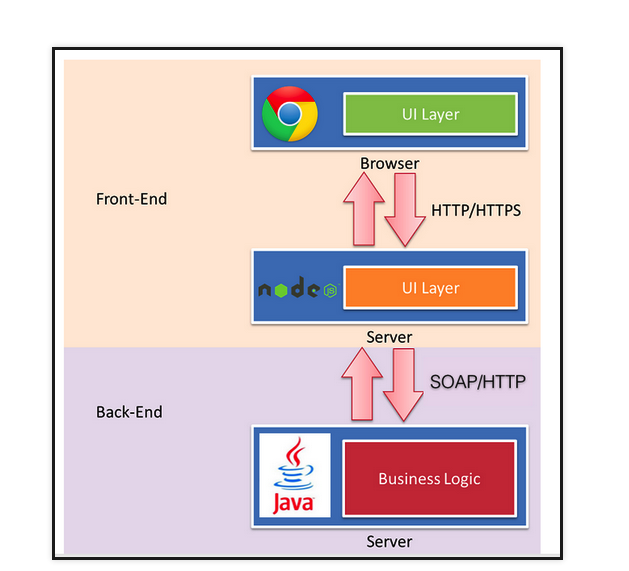 UI Layer
Browser
Front-End
HTTP/HTTPS
node
JS
UI Layer
Server
SOAP/HTTP
Back-End
Java
Business Logic
Server